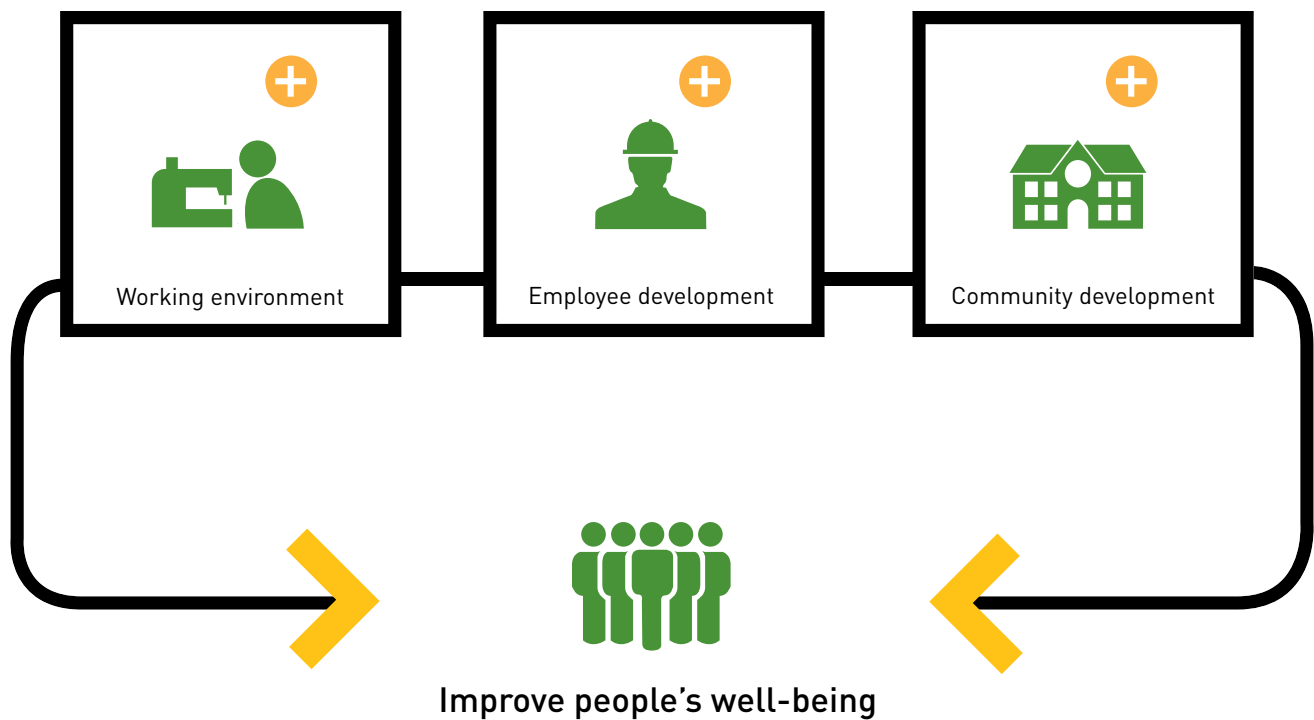 Working environment
Employee development
Community development
Improve people’s well-being